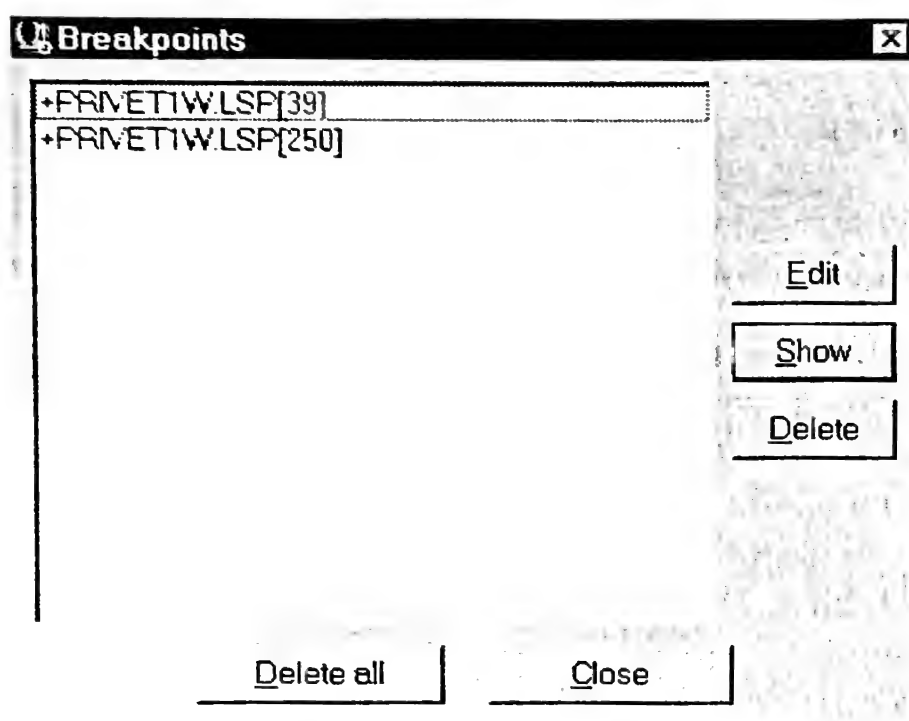 Breakpoints
+PRIVET1W.LSP[39]
+PRIVET1W.LSP[250]
Edit
Show
Delete
Delete all
Close